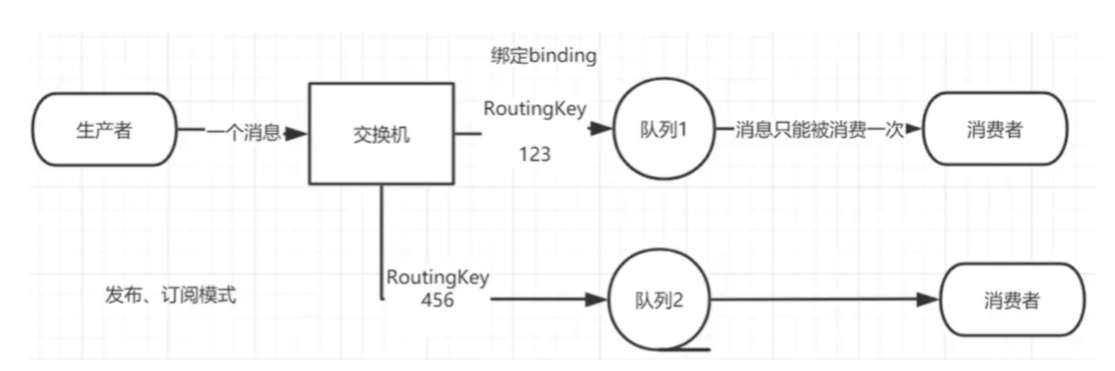 绑定binding
生产者
一个消息
交换机
RoutingKey
123
队列1
消息只能被消费一次
消费者
发布、订阅模式
RoutingKey
456
队列2
消费者